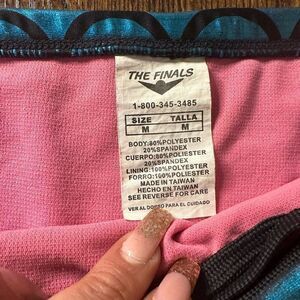 THE FINALS
1-800-345-3485
SIZE TALLA
M M
BODY:80%POLYESTER
20%SPANDEX
CUERPO:80%POLIESTER
20%SPANDEX
LINING:100%POLYESTER
FORRO:100%POLIESTER
MADE IN TAIWAN
HECHO EN TAIWAN
SEE REVERSE FOR CARE
VER AL DORSO PARA EL CUIDADO